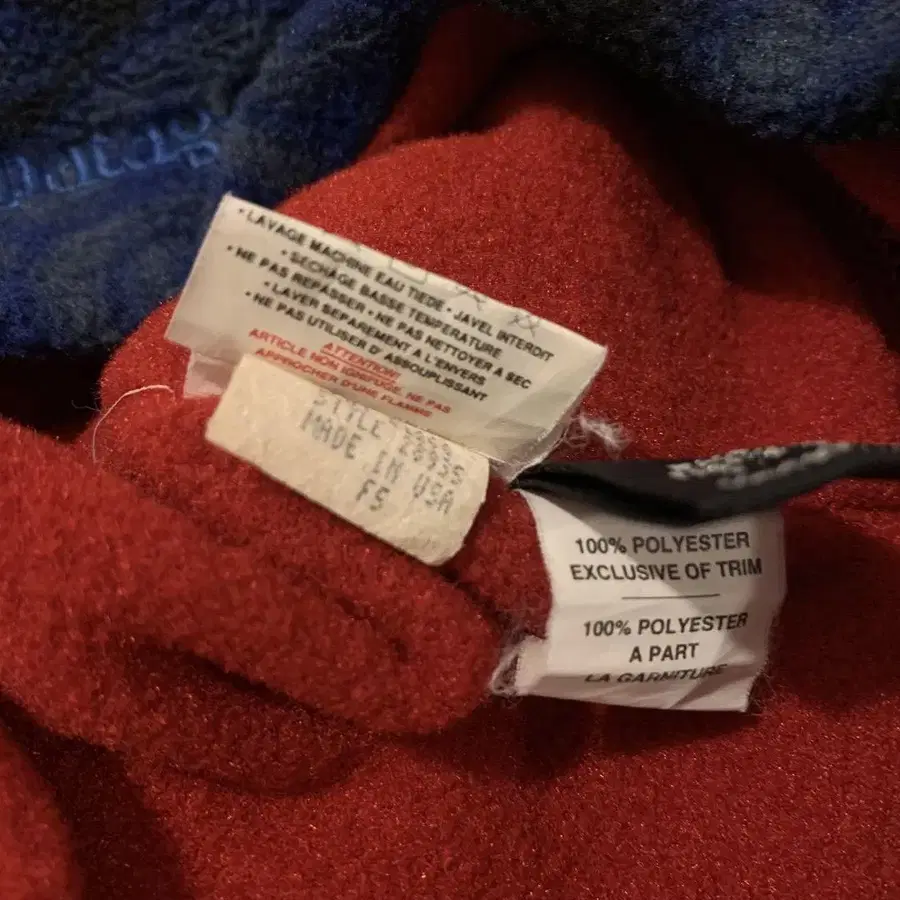 • LAVAGE MACHINE EAU TIEDE • JAVEL INTERDIT
• SECHAGE BASSE TEMPERATURE
• NE PAS REPASSER • NE PAS NETTOYER A SEC
• LAVER SEPAREMENT A L'ENVERS
• NE PAS UTILISER D'ASSOUPLISSANT
ATTENTION!
ARTICLE NON IGNIFUGE, NE PAS
APPROCHER D'UNE FLAMME
STYLE
MADE IN USA
F5
100% POLYESTER
EXCLUSIVE OF TRIM
100% POLYESTER
A PART
LA GARNITURE